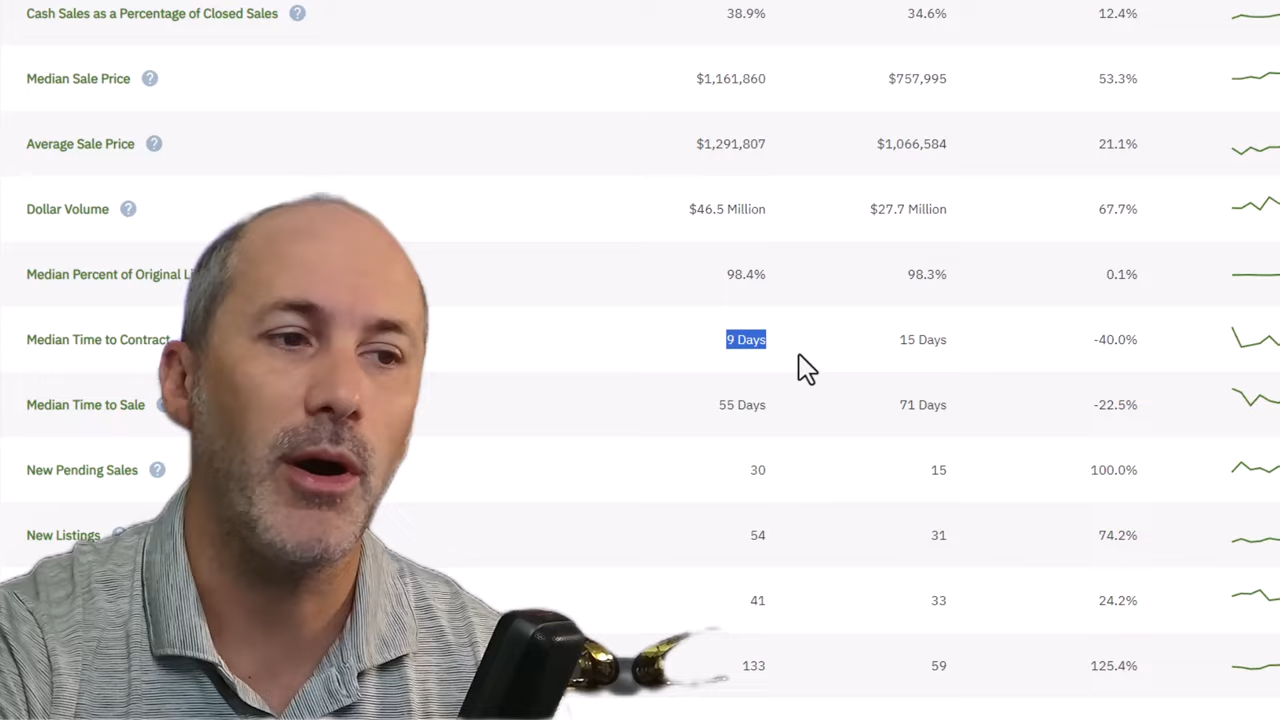 Cash Sales as a Percentage of Closed Sales ? 38.9% 34.6% 12.4%
Median Sale Price ? $1,161,860 $757,995 53.3%
Average Sale Price ? $1,291,807 $1,066,584 21.1%
Dollar Volume ? $46.5 Million $27.7 Million 67.7%
Median Percent of Original Li 98.4% 98.3% 0.1%
Median Time to Contract 9 Days 15 Days -40.0%
Median Time to Sale 55 Days 71 Days -22.5%
New Pending Sales ? 30 15 100.0%
New Listings 54 31 74.2%
41 33 24.2%
133 59 125.4%